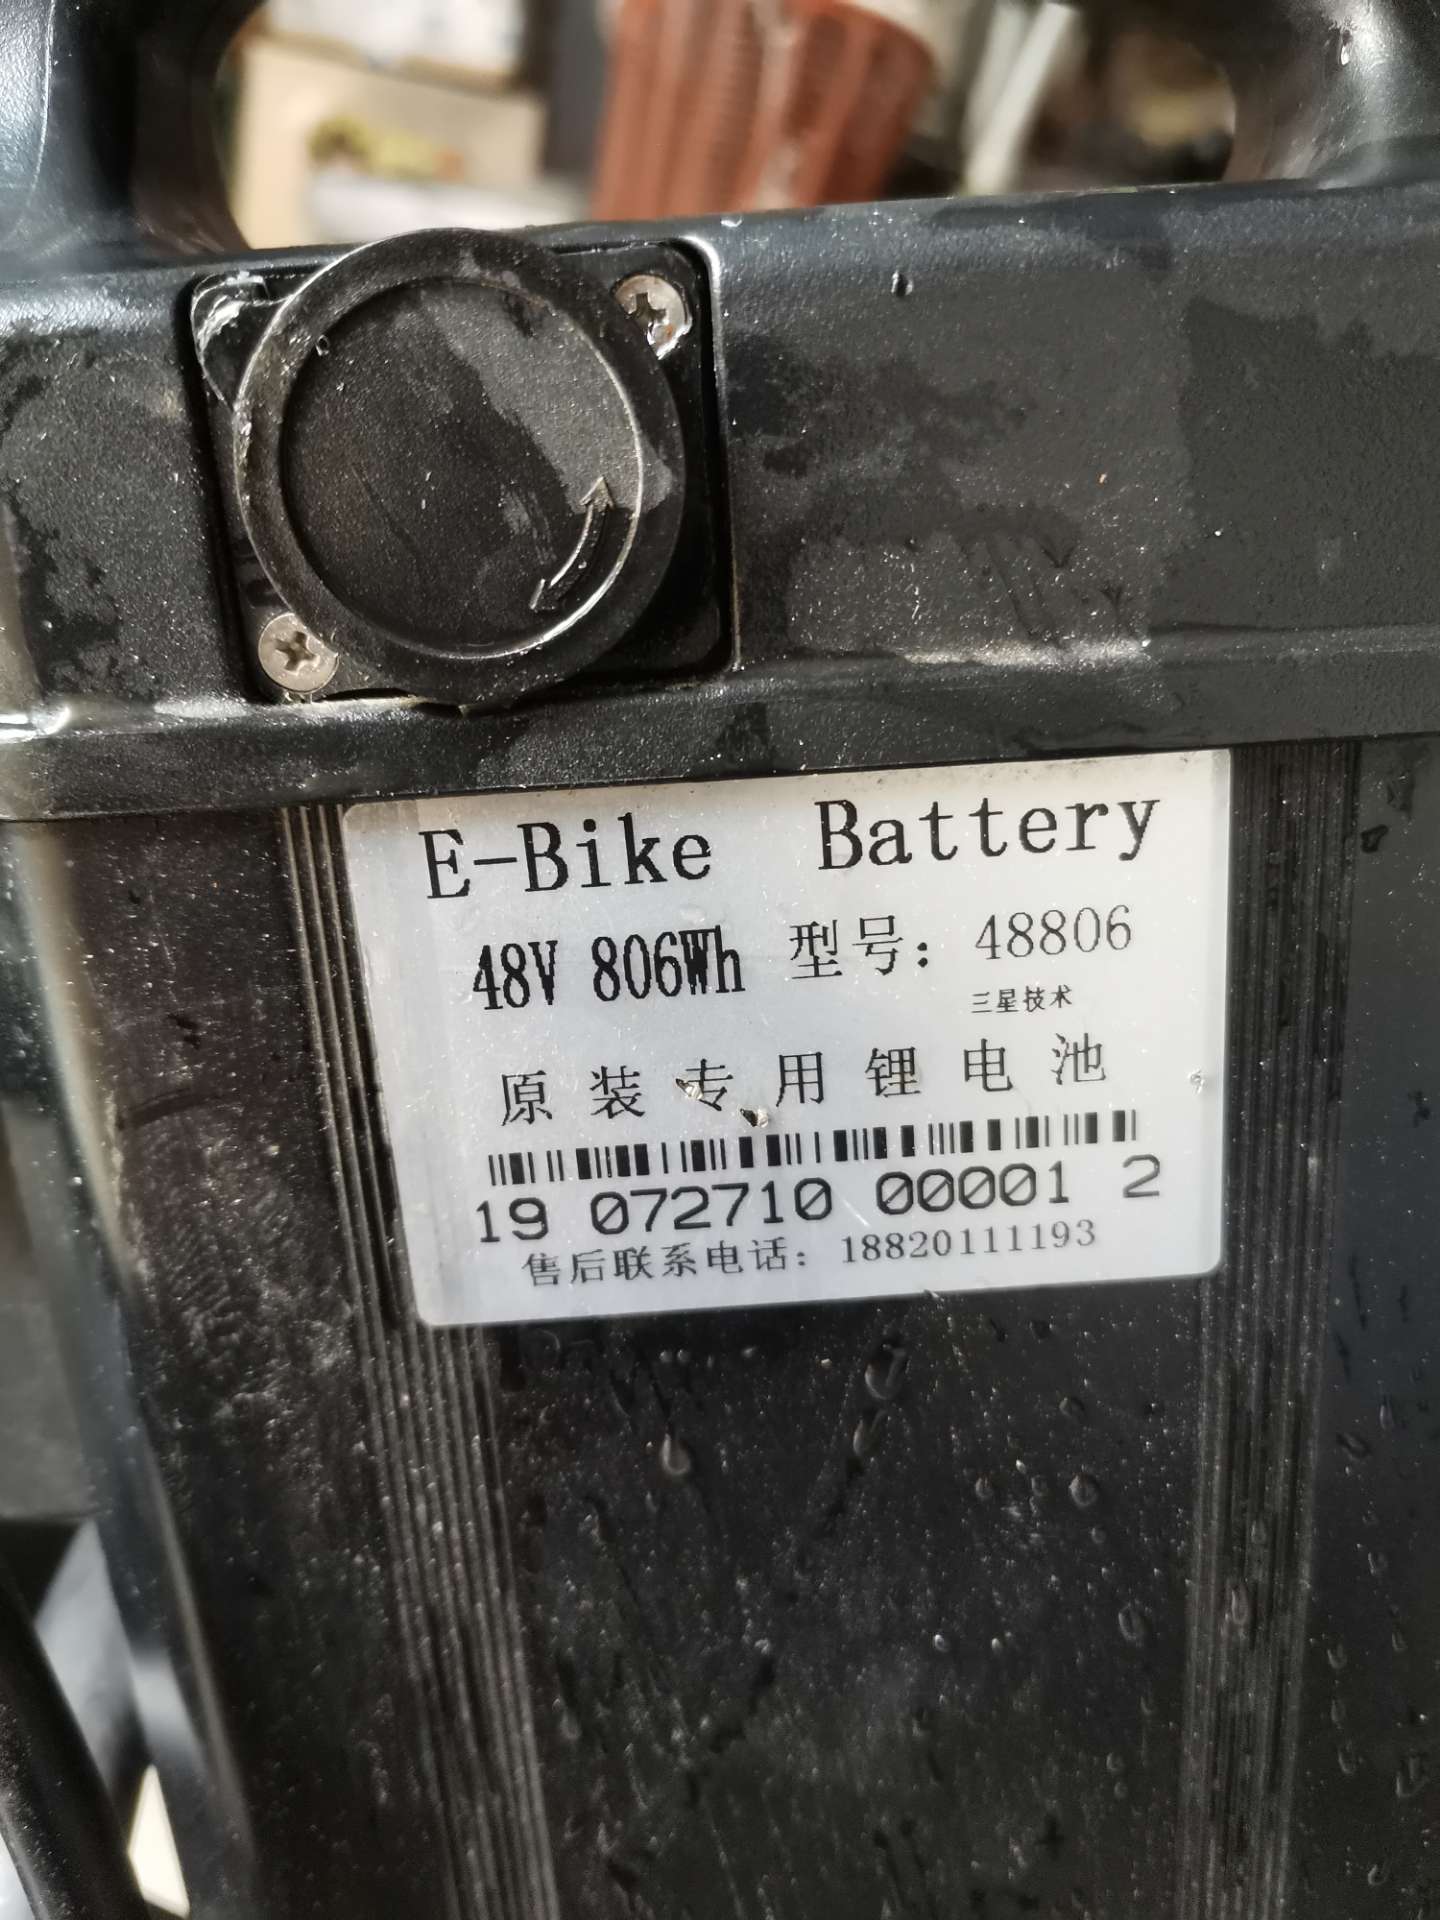 E-Bike Battery
48V 806Wh 型号：48806
三星技术
原装专用锂电池
19 072710 00001 2
售后联系电话：18820111193